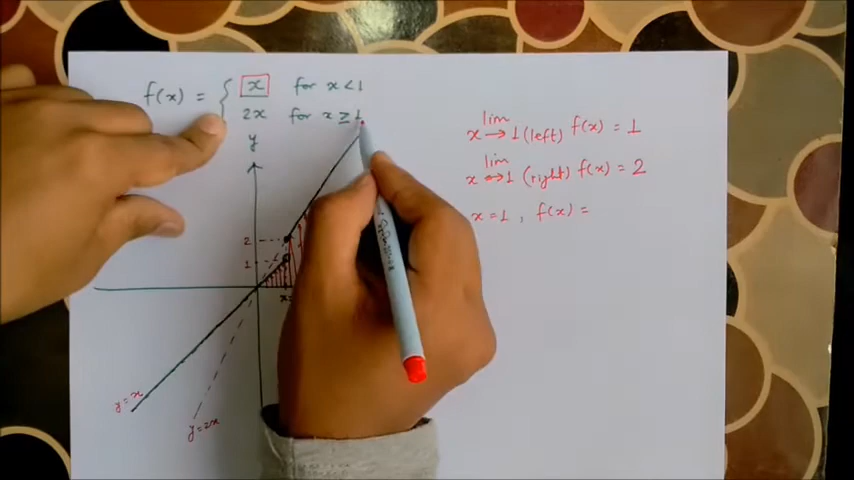 f(x) = { x for x < 1
2x for x ≥ 1
y
2
1
x
y = x
y = 2x
lim x→1 (left) f(x) = 1
lim x↔1 (right) f(x) = 2
x = 1, f(x) =